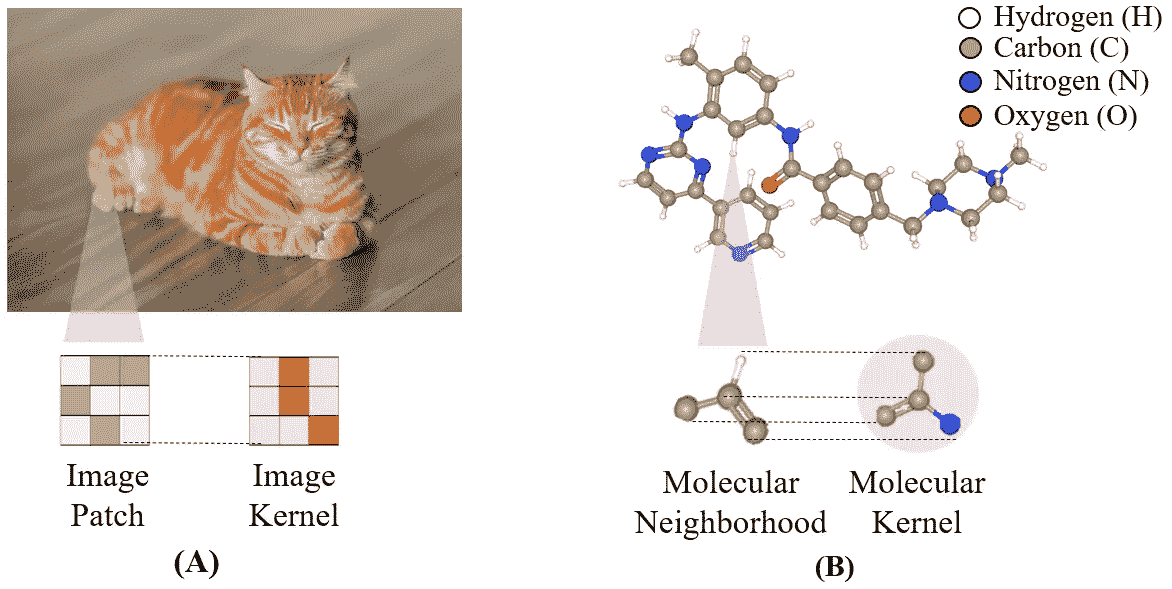 Hydrogen (H)
Carbon (C)
Nitrogen (N)
Oxygen (O)
Image
Patch
Image
Kernel
(A)
Molecular
Neighborhood
Molecular
Kernel
(B)